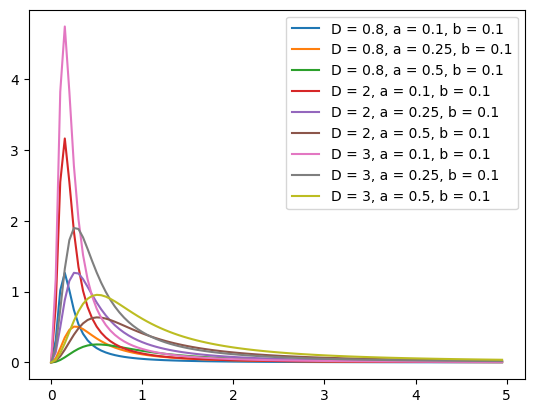 D = 0.8, a = 0.1, b = 0.1
D = 0.8, a = 0.25, b = 0.1
D = 0.8, a = 0.5, b = 0.1
D = 2, a = 0.1, b = 0.1
D = 2, a = 0.25, b = 0.1
D = 2, a = 0.5, b = 0.1
D = 3, a = 0.1, b = 0.1
D = 3, a = 0.25, b = 0.1
D = 3, a = 0.5, b = 0.1
4
3
2
1
0
0 1 2 3 4 5